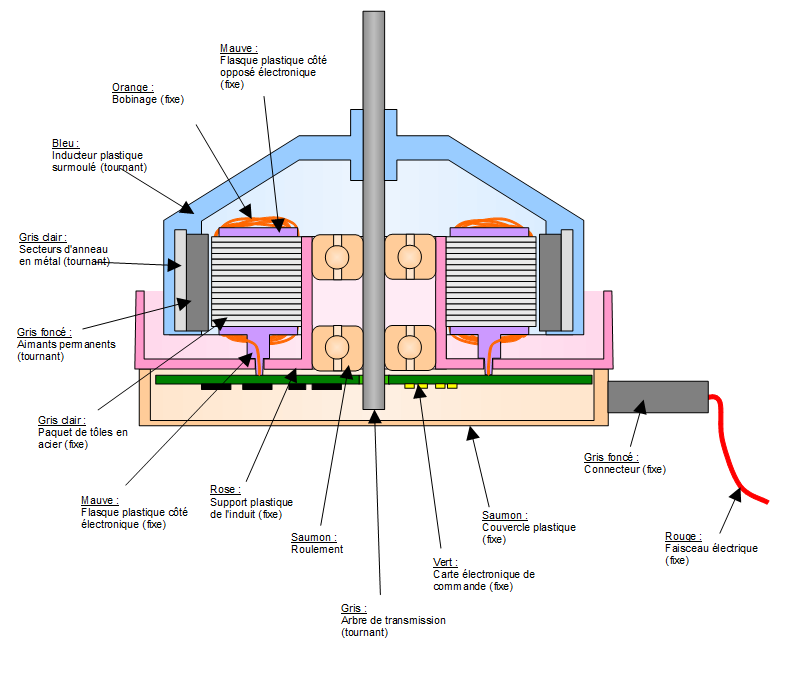 Mauve :
Flasque plastique côté
opposé électronique
(fixe)
Orange :
Bobinage (fixe)
Bleu :
Inducteur plastique
surmoulé (tournant)
Gris clair :
Secteurs d'anneau
en métal (tournant)
Gris foncé :
Aimants permanents
(tournant)
Gris clair :
Paquet de tôles en
acier (fixe)
Mauve :
Flasque plastique côté
électronique (fixe)
Rose :
Support plastique
de l'induit (fixe)
Saumon :
Roulement
Gris :
Arbre de transmission
(tournant)
Vert :
Carte électronique de
commande (fixe)
Saumon :
Couvercle plastique
(fixe)
Gris foncé :
Connecteur (fixe)
Rouge :
Faisceau électrique
(fixe)